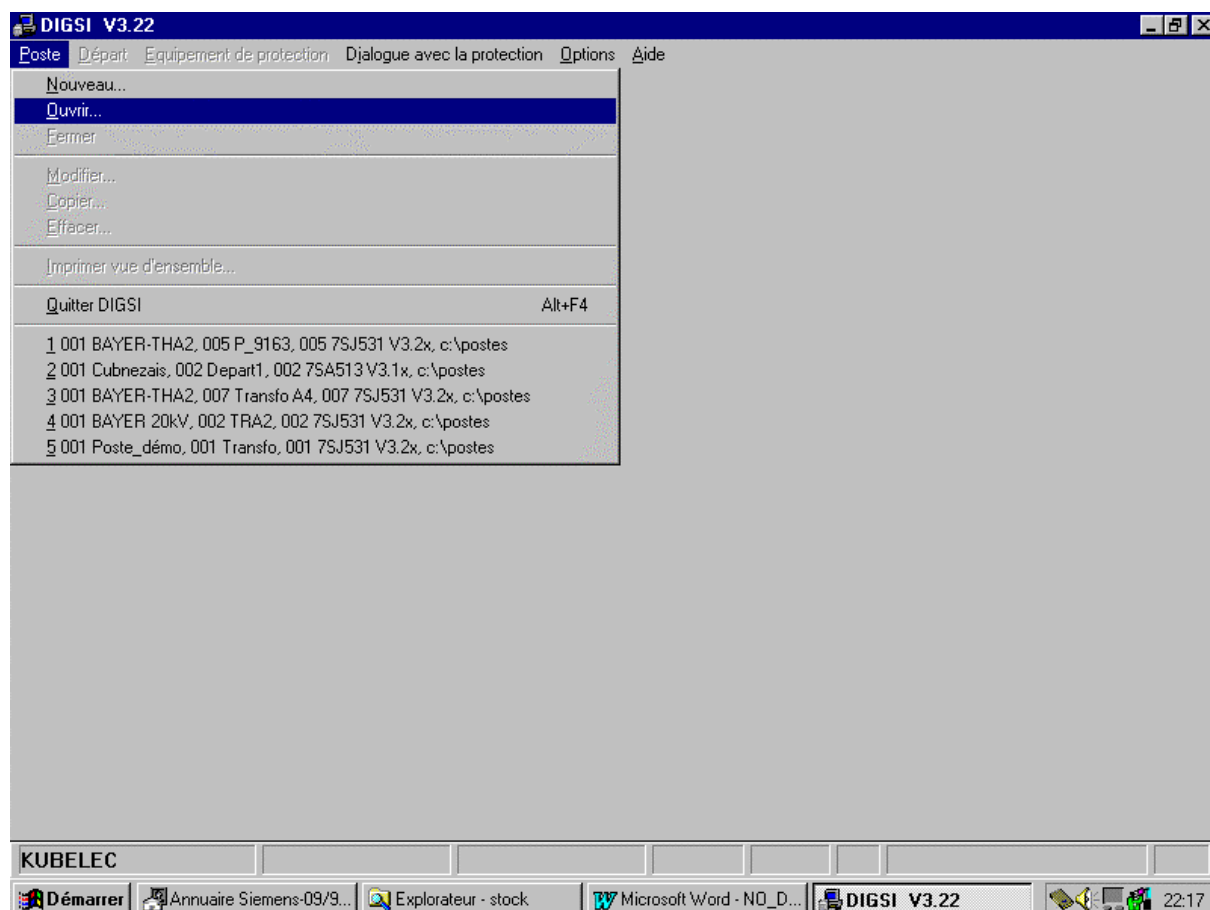 DIGSI V3.22
Poste Départ Equipement de protection Dialogue avec la protection Options Aide
Nouveau...
Ouvrir...
Fermer
Modifier...
Copier...
Effacer...
Imprimer vue d'ensemble...
Quitter DIGSI Alt+F4
1 001 BAYER-THA2, 005 P_9163, 005 7SJ531 V3.2x, c:\postes
2 001 Cubnezais, 002 Depart1, 002 7SA513 V3.1x, c:\postes
3 001 BAYER-THA2, 007 Transfo A4, 007 7SJ531 V3.2x, c:\postes
4 001 BAYER 20kV, 002 TRA2, 002 7SJ531 V3.2x, c:\postes
5 001 Poste_démo, 001 Transfo, 001 7SJ531 V3.2x, c:\postes
KUBELEC
Démarrer Annuaire Siemens-09/9... Explorateur - stock Microsoft Word - NO_D... DIGSI V3.22 22:17